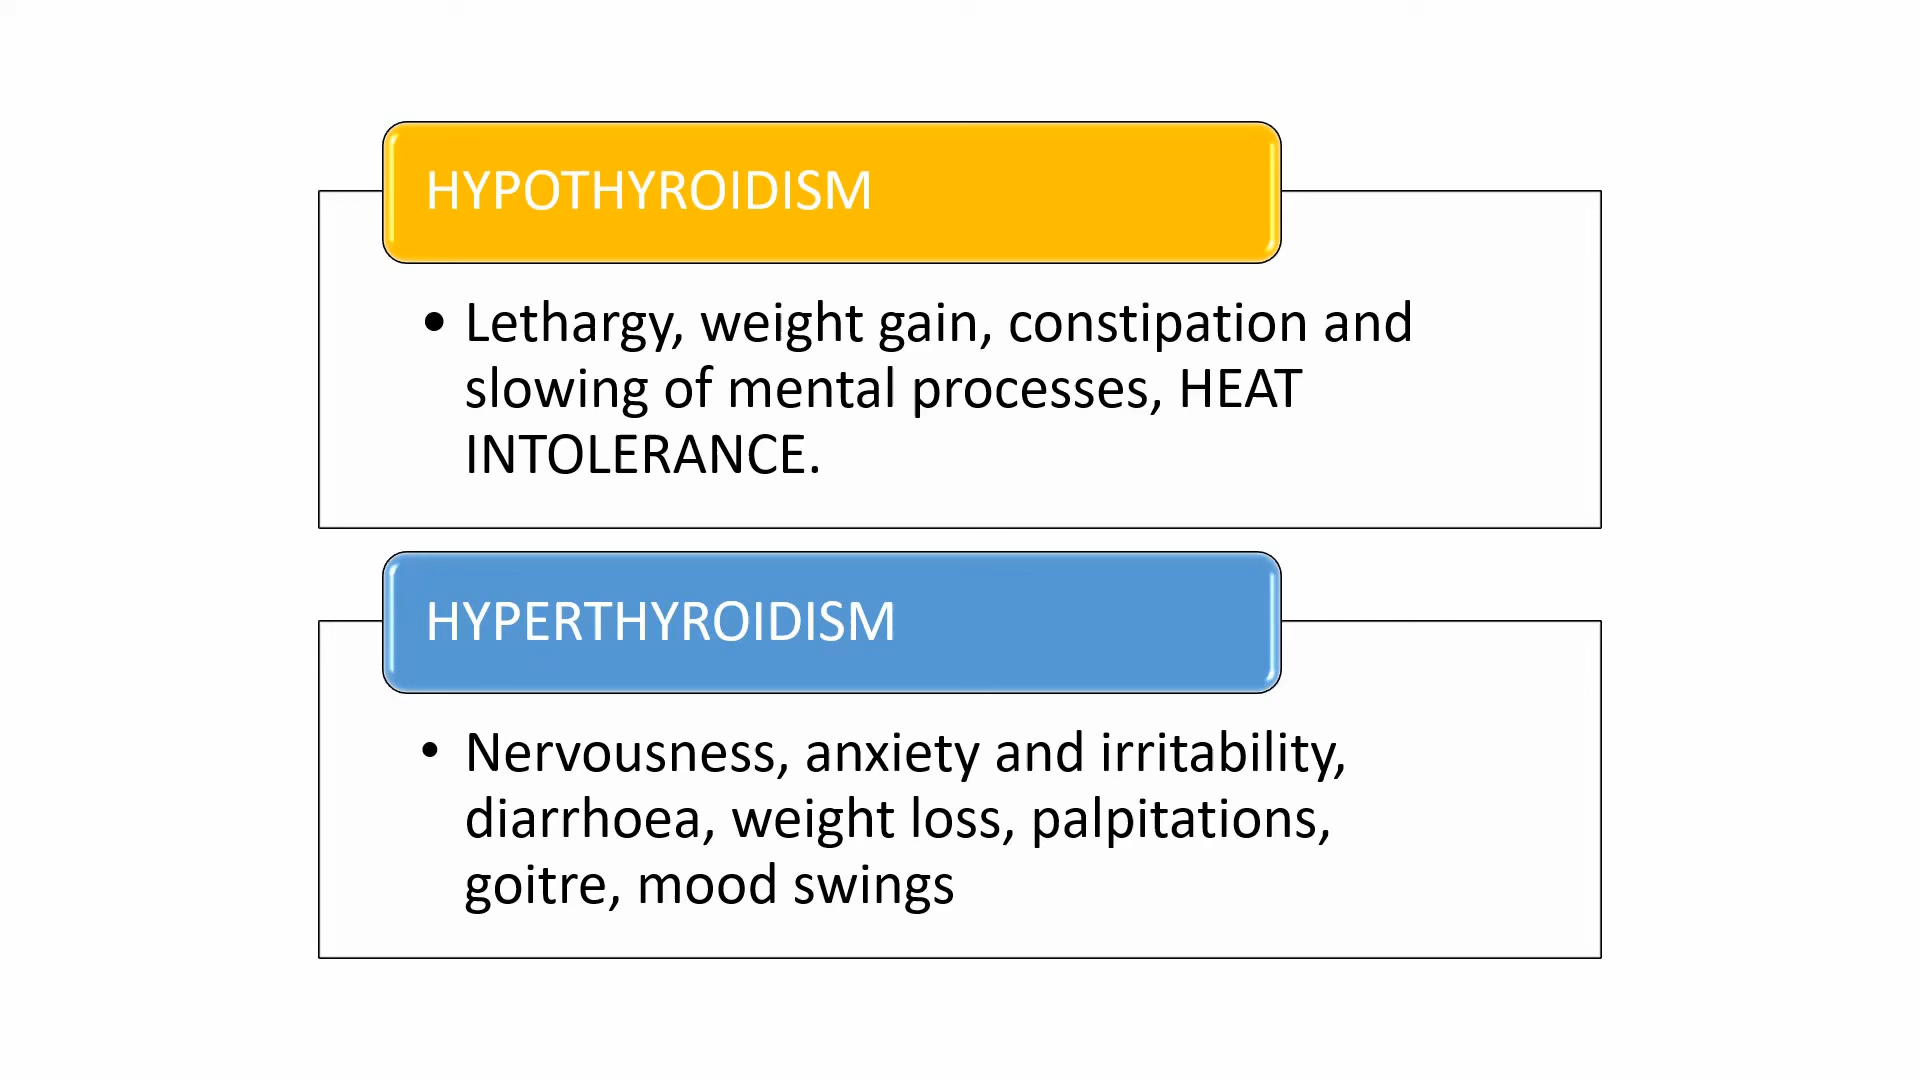 HYPOTHYROIDISM
• Lethargy, weight gain, constipation and
slowing of mental processes, HEAT
INTOLERANCE.
HYPERTHYROIDISM
• Nervousness, anxiety and irritability,
diarrhoea, weight loss, palpitations,
goitre, mood swings